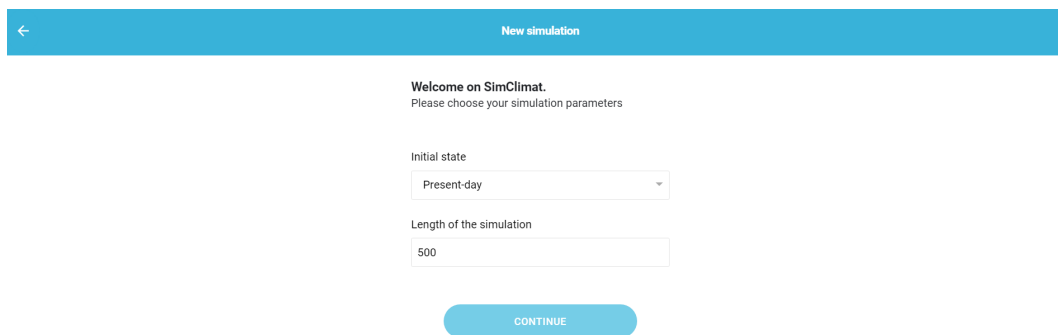 New simulation
Welcome on SimClimat.
Please choose your simulation parameters
Initial state
Present-day
Length of the simulation
500
CONTINUE